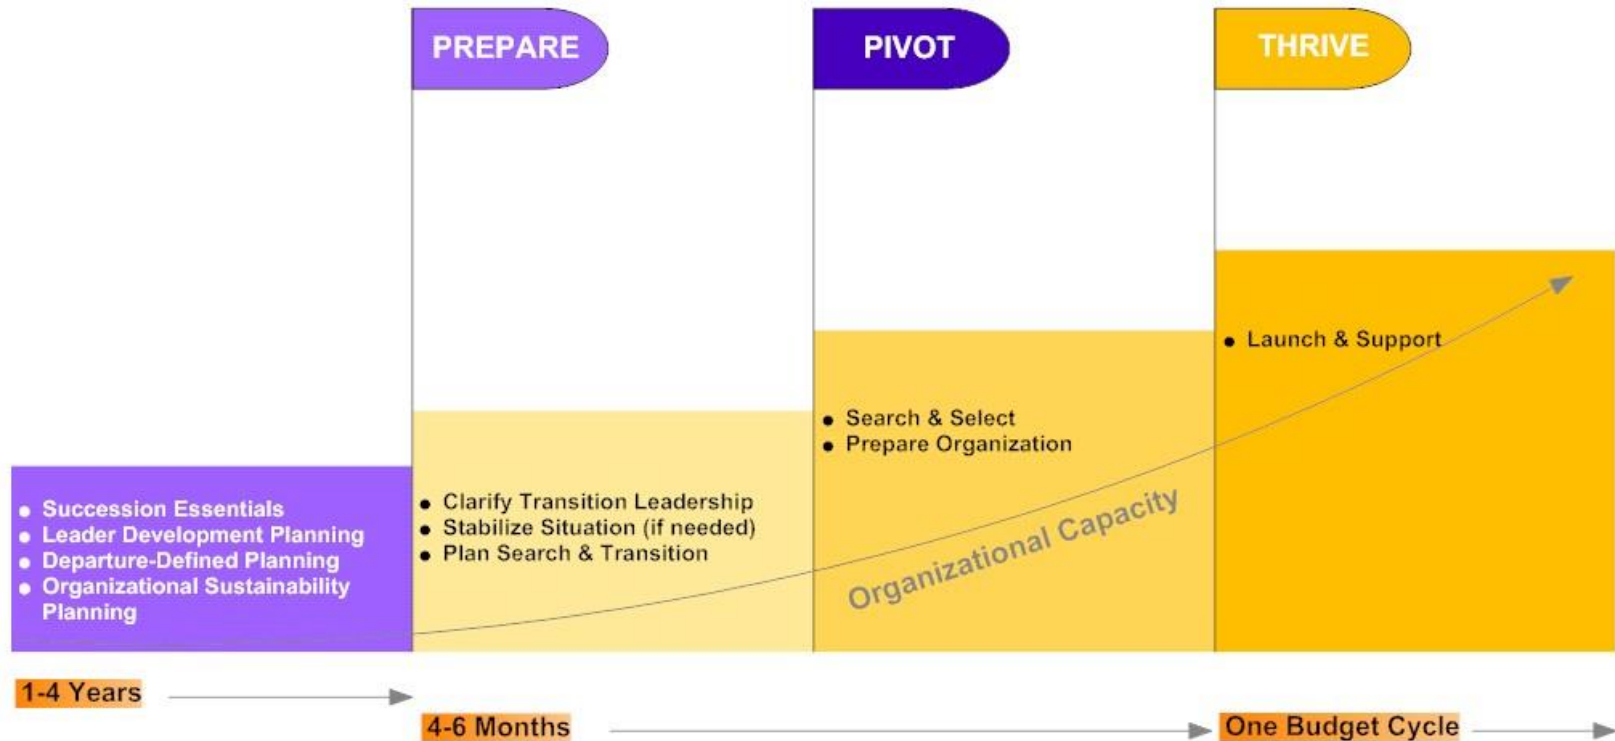 PREPARE
PIVOT
THRIVE
● Launch & Support
● Search & Select
● Prepare Organization
● Succession Essentials
● Leader Development Planning
● Departure-Defined Planning
● Organizational Sustainability
Planning
● Clarify Transition Leadership
● Stabilize Situation (if needed)
● Plan Search & Transition
Organizational Capacity
1-4 Years
4-6 Months
One Budget Cycle